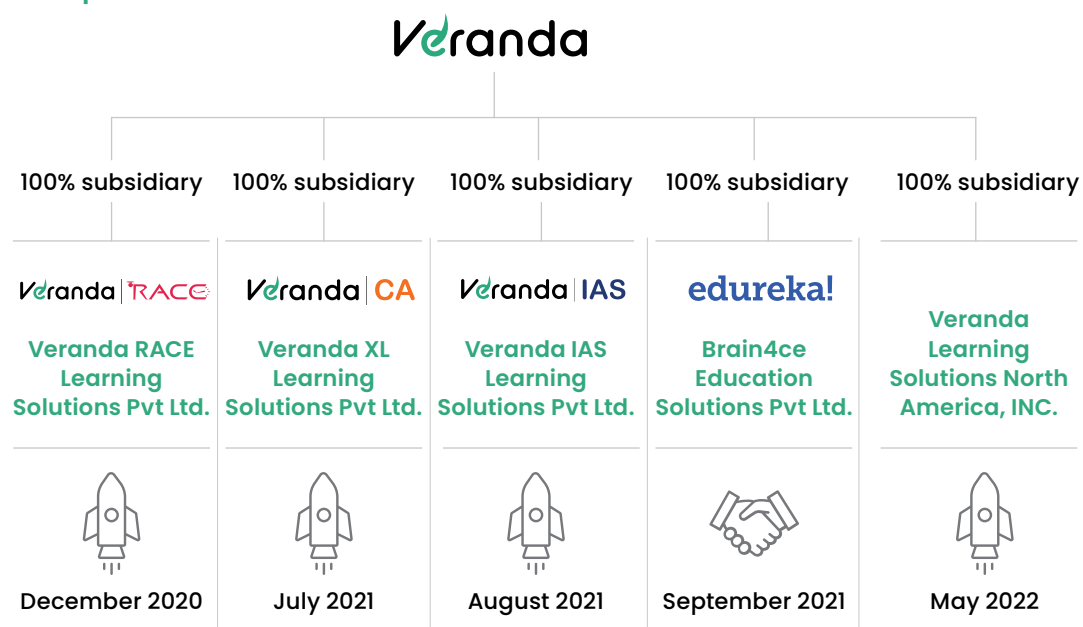 Veranda
100% subsidiary
100% subsidiary
100% subsidiary
100% subsidiary
100% subsidiary
Veranda RACE
Veranda CA
Veranda IAS
edureka!
Veranda RACE
Learning
Solutions Pvt Ltd.
Veranda XL
Learning
Solutions Pvt Ltd.
Veranda IAS
Learning
Solutions Pvt Ltd.
Brain4ce
Education
Solutions Pvt Ltd.
Veranda
Learning
Solutions North
America, INC.
December 2020
July 2021
August 2021
September 2021
May 2022